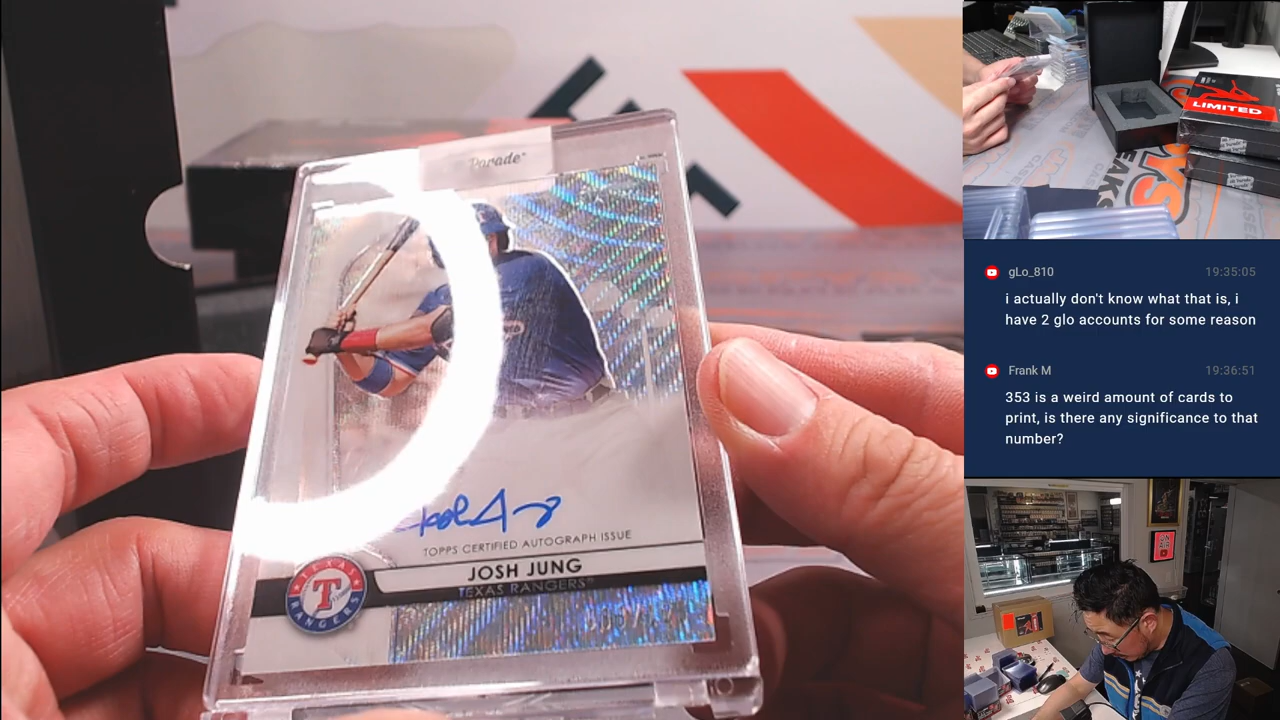 Parade
TOPPS CERTIFIED AUTOGRAPH ISSUE
JOSH JUNG
TEXAS RANGERS
TEXAS
T
RANGERS
LIMITED
gLo_810
19:35:05
i actually don't know what that is, i
have 2 glo accounts for some reason
Frank M
19:36:51
353 is a weird amount of cards to
print, is there any significance to that
number?